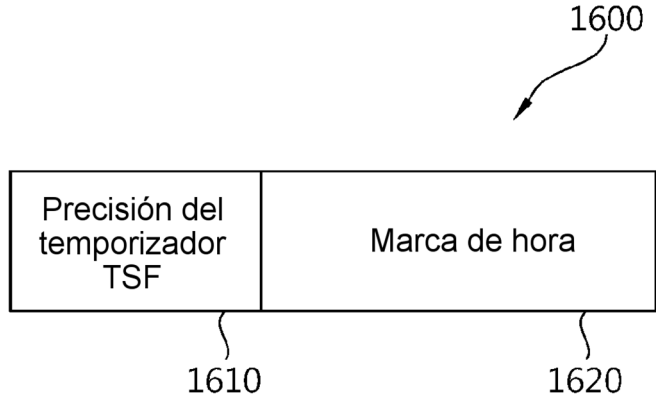 1600
Precisión del
temporizador
TSF
Marca de hora
1610
1620